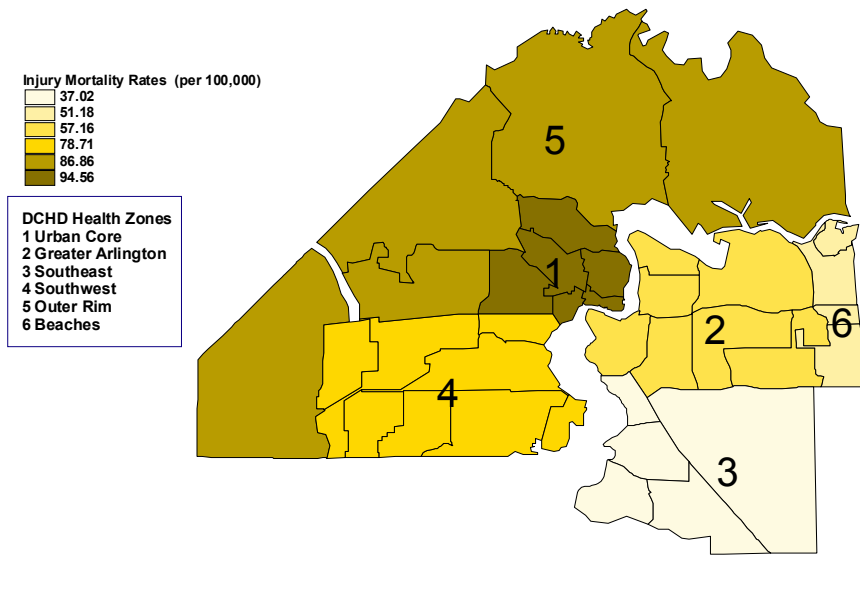 Injury Mortality Rates (per 100,000)
37.02
51.18
57.16
78.71
86.86
94.56
DCHD Health Zones
1 Urban Core
2 Greater Arlington
3 Southeast
4 Southwest
5 Outer Rim
6 Beaches
5
1
2
6
4
3